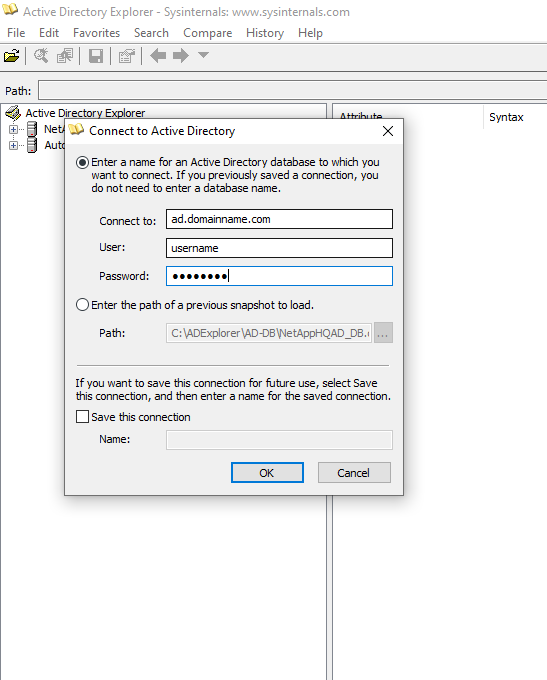 Active Directory Explorer - Sysinternals: www.sysinternals.com
File Edit Favorites Search Compare History Help
Path:
Active Directory Explorer
Attribute Syntax
Connect to Active Directory
Enter a name for an Active Directory database to which you
want to connect. If you previously saved a connection, you
do not need to enter a database name.
Connect to: ad.domainname.com
User: username
Password: ●●●●●●●●
Enter the path of a previous snapshot to load.
Path: C:\ADExplorer\AD-DB\NetAppHQAD_DB. ...
If you want to save this connection for future use, select Save
this connection, and then enter a name for the saved connection.
Save this connection
Name:
OK Cancel